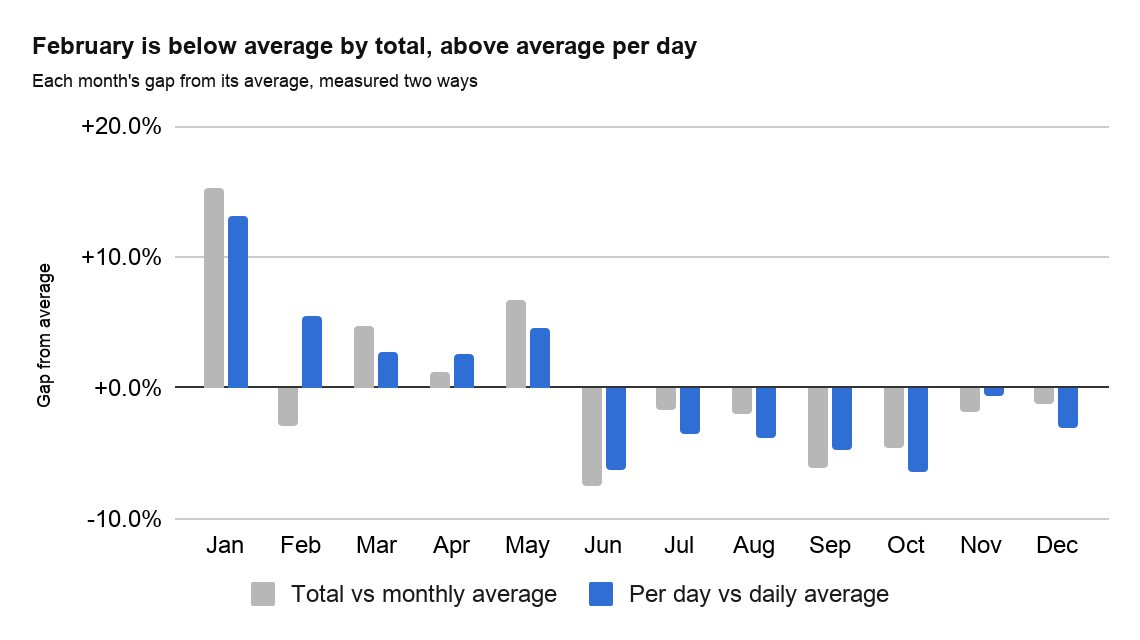 February is below average by total, above average per day
Each month's gap from its average, measured two ways
+20.0%
+10.0%
+0.0%
-10.0%
Gap from average
Jan Feb Mar Apr May Jun Jul Aug Sep Oct Nov Dec
Total vs monthly average Per day vs daily average